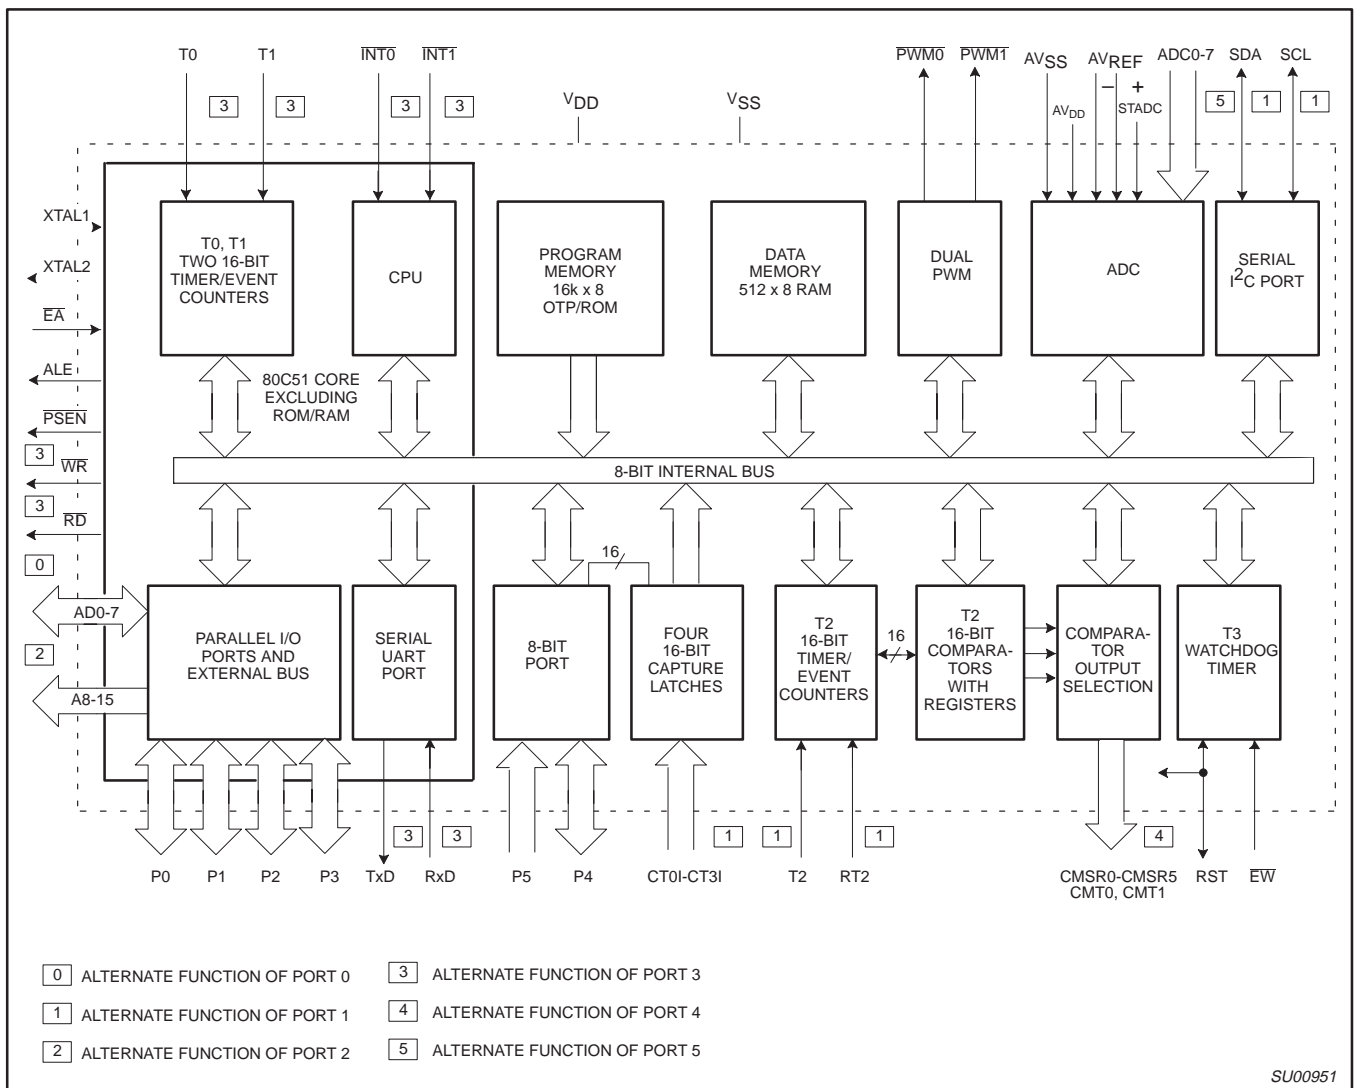 T0 T1 INT0 INT1 PWM0 PWM1 AVSS AVREF ADC0-7 SDA SCL
− +
3 3 3 3 VDD VSS AVDD STADC 5 1 1
XTAL1
XTAL2
EA
ALE
PSEN
3
WR
3
RD
0
AD0-7
2
A8-15
T0, T1
TWO 16-BIT
TIMER/EVENT
COUNTERS
CPU
PROGRAM
MEMORY
16k x 8
OTP/ROM
DATA
MEMORY
512 x 8 RAM
DUAL
PWM
ADC
SERIAL
I2C PORT
80C51 CORE
EXCLUDING
ROM/RAM
8-BIT INTERNAL BUS
PARALLEL I/O
PORTS AND
EXTERNAL BUS
SERIAL
UART
PORT
8-BIT
PORT
16
FOUR
16-BIT
CAPTURE
LATCHES
T2
16-BIT
TIMER/
EVENT
COUNTERS
16
T2
16-BIT
COMPARA-
TORS
WITH
REGISTERS
COMPARA-
TOR
OUTPUT
SELECTION
T3
WATCHDOG
TIMER
3 3 1 1 1 4
P0 P1 P2 P3 TxD RxD P5 P4 CT0I-CT3I T2 RT2 CMSR0-CMSR5 RST EW
CMT0, CMT1
0 ALTERNATE FUNCTION OF PORT 0
1 ALTERNATE FUNCTION OF PORT 1
2 ALTERNATE FUNCTION OF PORT 2
3 ALTERNATE FUNCTION OF PORT 3
4 ALTERNATE FUNCTION OF PORT 4
5 ALTERNATE FUNCTION OF PORT 5
SU00951